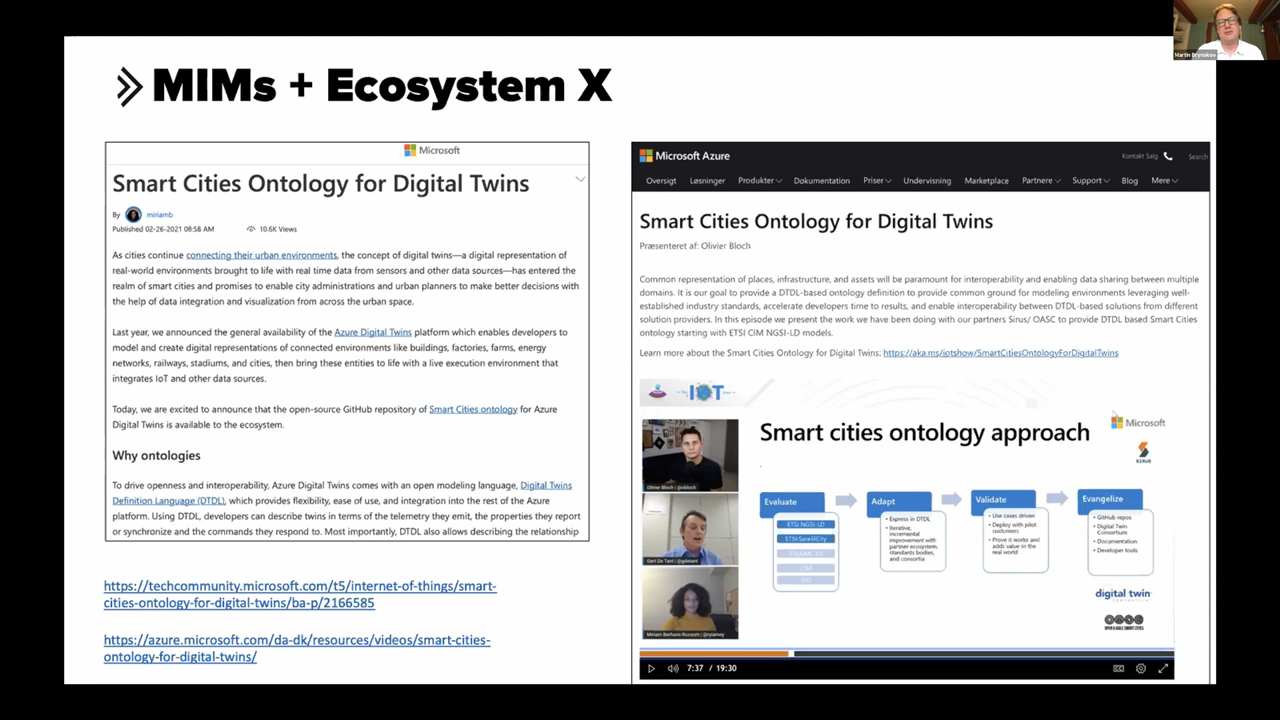 Martin Brynskov
MIMs + Ecosystem X
Microsoft
Smart Cities Ontology for Digital Twins
By miriamb
Published 02-26-2021 08:58 AM 10.6K Views
As cities continue connecting their urban environments, the concept of digital twins—a digital representation of
real-world environments brought to life with real time data from sensors and other data sources—has entered the
realm of smart cities and promises to enable city administrations and urban planners to make better decisions with
the help of data integration and visualization from across the urban space.
Last year, we announced the general availability of the Azure Digital Twins platform which enables developers to
model and create digital representations of connected environments like buildings, factories, farms, energy
networks, railways, stadiums, and cities, then bring these entities to life with a live execution environment that
integrates IoT and other data sources.
Today, we are excited to announce that the open-source GitHub repository of Smart Cities ontology for Azure
Digital Twins is available to the ecosystem.
Why ontologies
To drive openness and interoperability, Azure Digital Twins comes with an open modeling language, Digital Twins
Definition Language (DTDL), which provides flexibility, ease of use, and integration into the rest of the Azure
platform. Using DTDL, developers can describe twins in terms of the telemetry they emit, the properties they report
or synchronize and the commands they respond to. Most importantly, DTDL also allows describing the relationship
https://techcommunity.microsoft.com/t5/internet-of-things/smart-
cities-ontology-for-digital-twins/ba-p/2166585
https://azure.microsoft.com/da-dk/resources/videos/smart-cities-
ontology-for-digital-twins/
Microsoft Azure
Kontakt Salg Search
Oversigt Løsninger Produkter Dokumentation Priser Undervisning Marketplace Partnere Support Blog Mere
Smart Cities Ontology for Digital Twins
Præsenteret af: Olivier Bloch
Common representation of places, infrastructure, and assets will be paramount for interoperability and enabling data sharing between multiple
domains. It is our goal to provide a DTDL-based ontology definition to provide common ground for modeling environments leveraging well-
established industry standards, accelerate developers time to results, and enable interoperability between DTDL-based solutions from different
solution providers. In this episode we present the work we have been doing with our partners Sirus/ OASC to provide DTDL based Smart Cities
ontology starting with ETSI CIM NGSI-LD models.
Learn more about the Smart Cities Ontology for Digital Twins: https://aka.ms/iotshow/SmartCitiesOntologyForDigitalTwins
IoT
Smart cities ontology approach
Microsoft
SIRUS
Olivier Bloch | @obloch
Gert De Tant | @gdetant
Evaluate
ETSI NGSI-LD
ETSI Saref4City
CityGML 3.0
CIM
ISO
Adapt
• Express in DTDL
• Iterative,
incremental
improvement with
partner ecosystem,
standards bodies,
and consortia
Validate
• Use cases driven
• Deploy with pilot
customers
• Prove it works and
adds value in the
real world
Evangelize
• GitHub repos
• Digital Twin
Consortium
• Documentation
• Developer tools
digital twin
OPEN & AGILE SMART CITIES
7:37 / 19:30